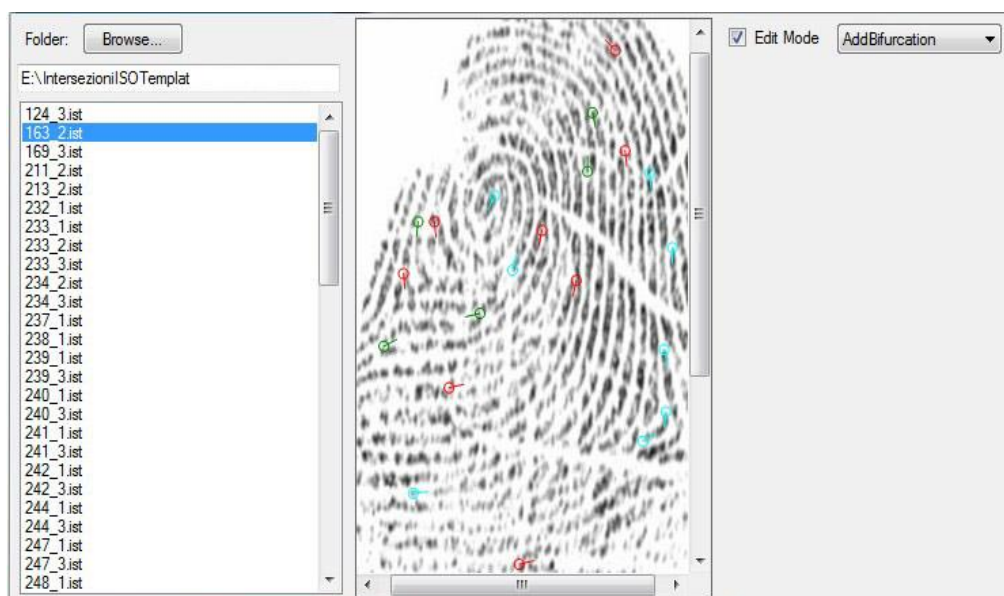 Folder: Browse...
E:\IntersezioniISOTemplat
124_3.ist
163_2.ist
169_3.ist
211_2.ist
213_2.ist
232_1.ist
233_1.ist
233_2.ist
233_3.ist
234_2.ist
234_3.ist
237_1.ist
238_1.ist
239_1.ist
239_3.ist
240_1.ist
240_3.ist
241_1.ist
241_3.ist
242_1.ist
242_3.ist
244_1.ist
244_3.ist
247_1.ist
247_3.ist
248_1.ist
Edit Mode AddBifurcation